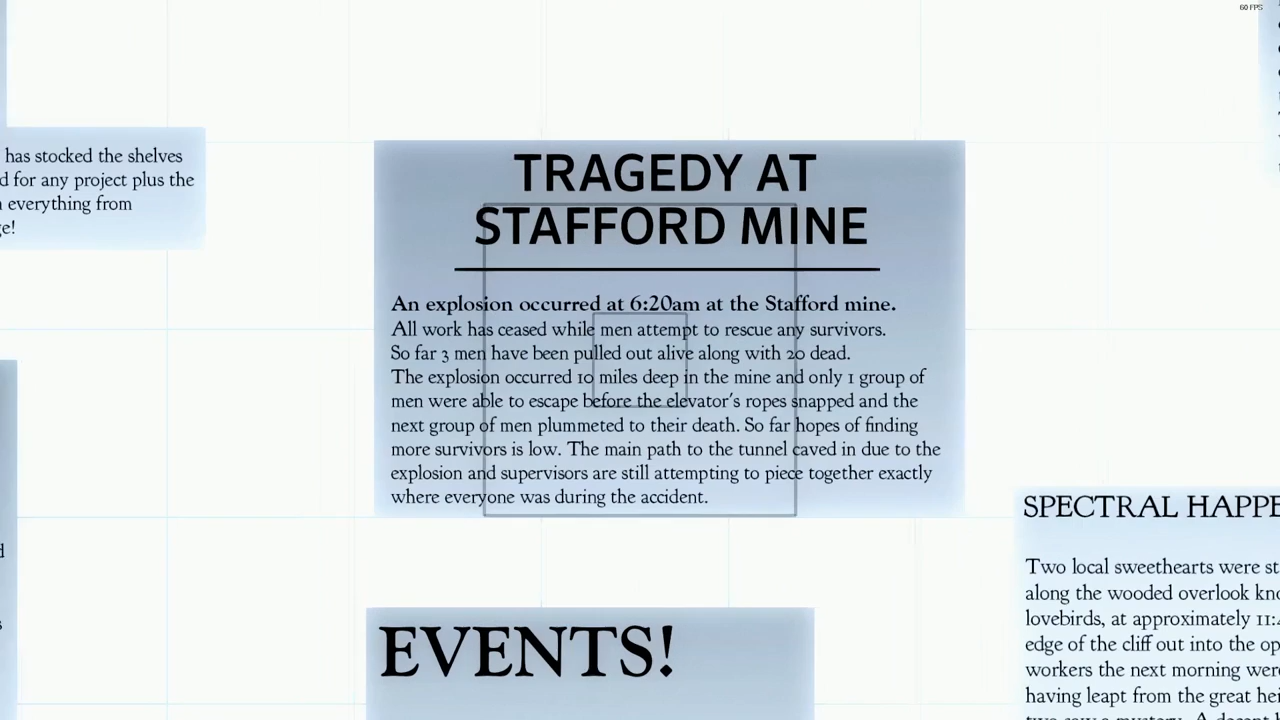 60 FPS
has stocked the shelves
d for any project plus the
everything from
ge!
TRAGEDY AT
STAFFORD MINE
An explosion occurred at 6:20am at the Stafford mine.
All work has ceased while men attempt to rescue any survivors.
So far 3 men have been pulled out alive along with 20 dead.
The explosion occurred 10 miles deep in the mine and only 1 group of
men were able to escape before the elevator's ropes snapped and the
next group of men plummeted to their death. So far hopes of finding
more survivors is low. The main path to the tunnel caved in due to the
explosion and supervisors are still attempting to piece together exactly
where everyone was during the accident.
EVENTS!
SPECTRAL HAPPE
Two local sweethearts were st
along the wooded overlook kno
lovebirds, at approximately 11:4
edge of the cliff out into the op
workers the next morning were
having leapt from the great hei